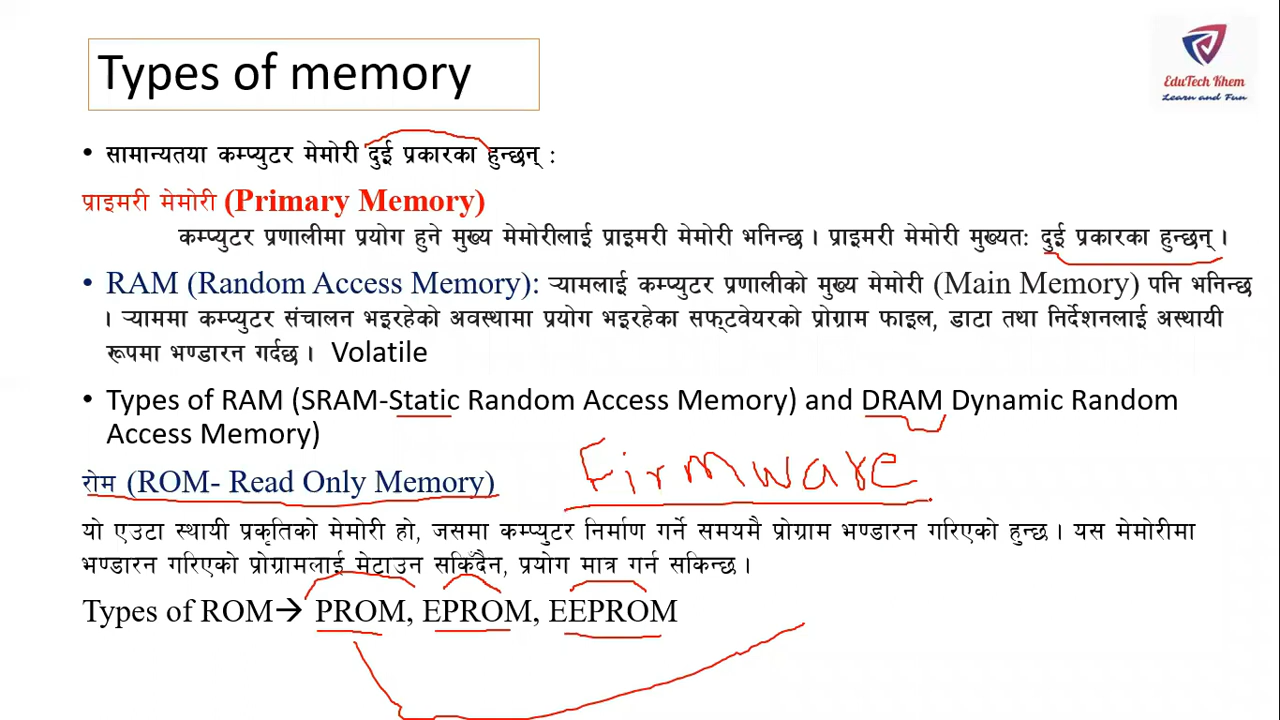 Types of memory
EduTech Khem
Learn and Fun
• सामान्यतया कम्प्युटर मेमोरी दुई प्रकारका हुन्छन् :
प्राइमरी मेमोरी (Primary Memory)
कम्प्युटर प्रणालीमा प्रयोग हुने मुख्य मेमोरीलाई प्राइमरी मेमोरी भनिन्छ । प्राइमरी मेमोरी मुख्यत: दुई प्रकारका हुन्छन् ।
• RAM (Random Access Memory): र्‍यामलाई कम्प्युटर प्रणालीको मुख्य मेमोरी (Main Memory) पनि भनिन्छ
। र्‍याममा कम्प्युटर संचालन भइरहेको अवस्थामा प्रयोग भइरहेका सफ्टवेयरको प्रोग्राम फाइल, डाटा तथा निर्देशनलाई अस्थायी
रूपमा भण्डारन गर्दछ । Volatile
• Types of RAM (SRAM-Static Random Access Memory) and DRAM Dynamic Random
Access Memory)
Firmware
रोम (ROM- Read Only Memory)
यो एउटा स्थायी प्रकृतिको मेमोरी हो, जसमा कम्प्युटर निर्माण गर्ने समयमै प्रोग्राम भण्डारन गरिएको हुन्छ । यस मेमोरीमा
भण्डारन गरिएको प्रोग्रामलाई मेटाउन सकिँदैन, प्रयोग मात्र गर्न सकिन्छ ।
Types of ROM→ PROM, EPROM, EEPROM